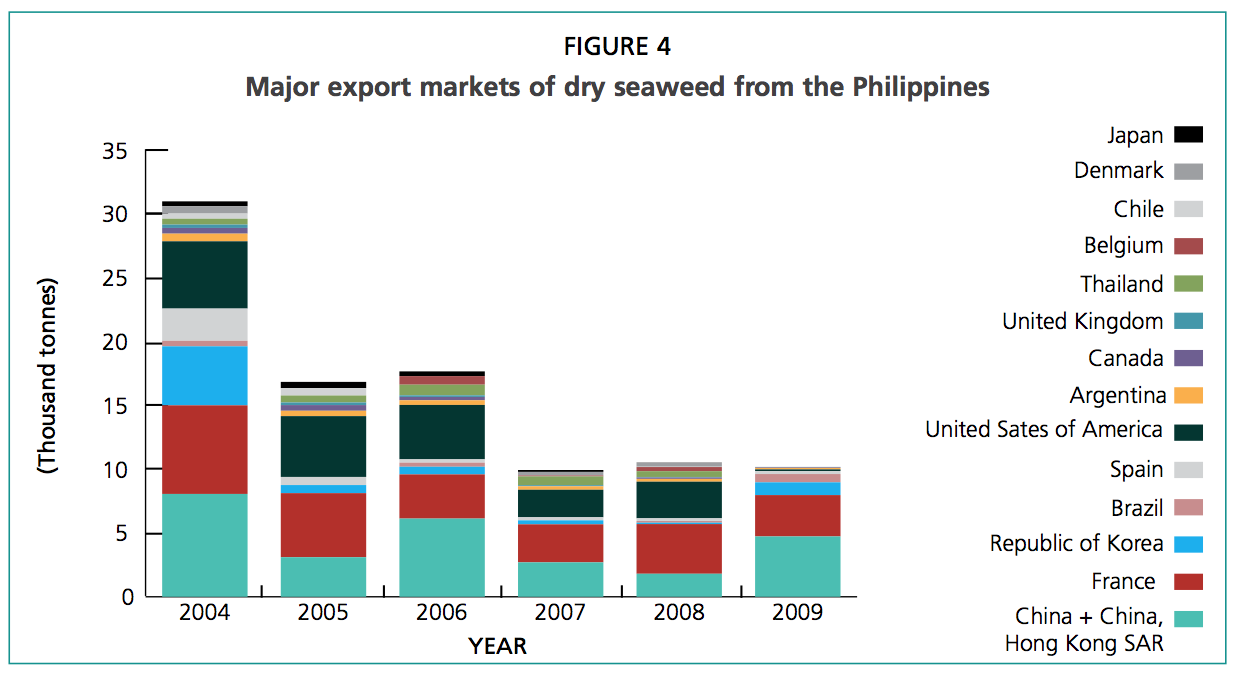 FIGURE 4
Major export markets of dry seaweed from the Philippines
(Thousand tonnes)
35
30
25
20
15
10
5
0
2004
2005
2006
2007
2008
2009
YEAR
Japan
Denmark
Chile
Belgium
Thailand
United Kingdom
Canada
Argentina
United Sates of America
Spain
Brazil
Republic of Korea
France
China + China,
Hong Kong SAR